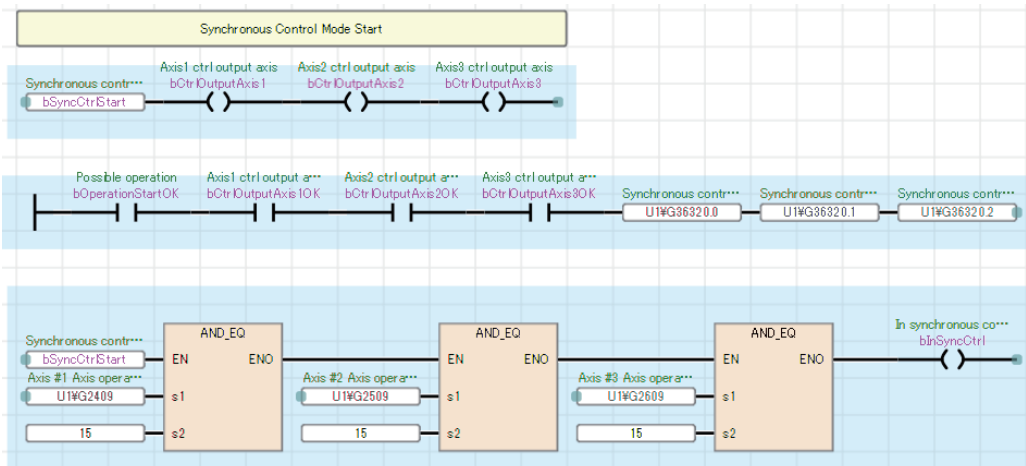 Synchronous Control Mode Start
Axis1 ctrl output axis Axis2 ctrl output axis Axis3 ctrl output axis
Synchronous contr… bCtrlOutputAxis1 bCtrlOutputAxis2 bCtrlOutputAxis3
bSyncCtrlStart
Possible operation Axis1 ctrl output a… Axis2 ctrl output a… Axis3 ctrl output a…
bOperationStartOK bCtrlOutputAxis1OK bCtrlOutputAxis2OK bCtrlOutputAxis3OK Synchronous contr… Synchronous contr… Synchronous contr…
U1¥G36320.0 U1¥G36320.1 U1¥G36320.2
AND_EQ AND_EQ AND_EQ In synchronous co…
Synchronous contr… bInSyncCtrl
bSyncCtrlStart EN ENO EN ENO EN ENO
Axis #1 Axis opera… Axis #2 Axis opera… Axis #3 Axis opera…
U1¥G2409 s1 U1¥G2509 s1 U1¥G2609 s1
15 s2 15 s2 15 s2